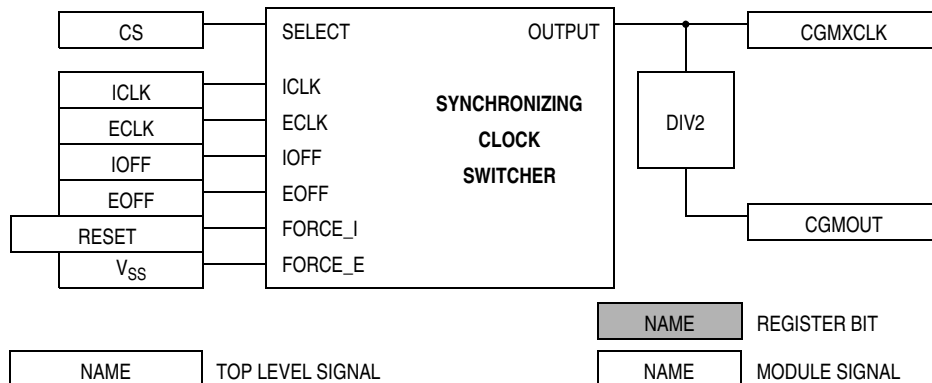 CS SELECT OUTPUT CGMXCLK
ICLK ICLK
ECLK ECLK
IOFF IOFF
EOFF EOFF
RESET FORCE_I
VSS FORCE_E
SYNCHRONIZING
CLOCK
SWITCHER
DIV2
CGMOUT
NAME REGISTER BIT
NAME TOP LEVEL SIGNAL
NAME MODULE SIGNAL